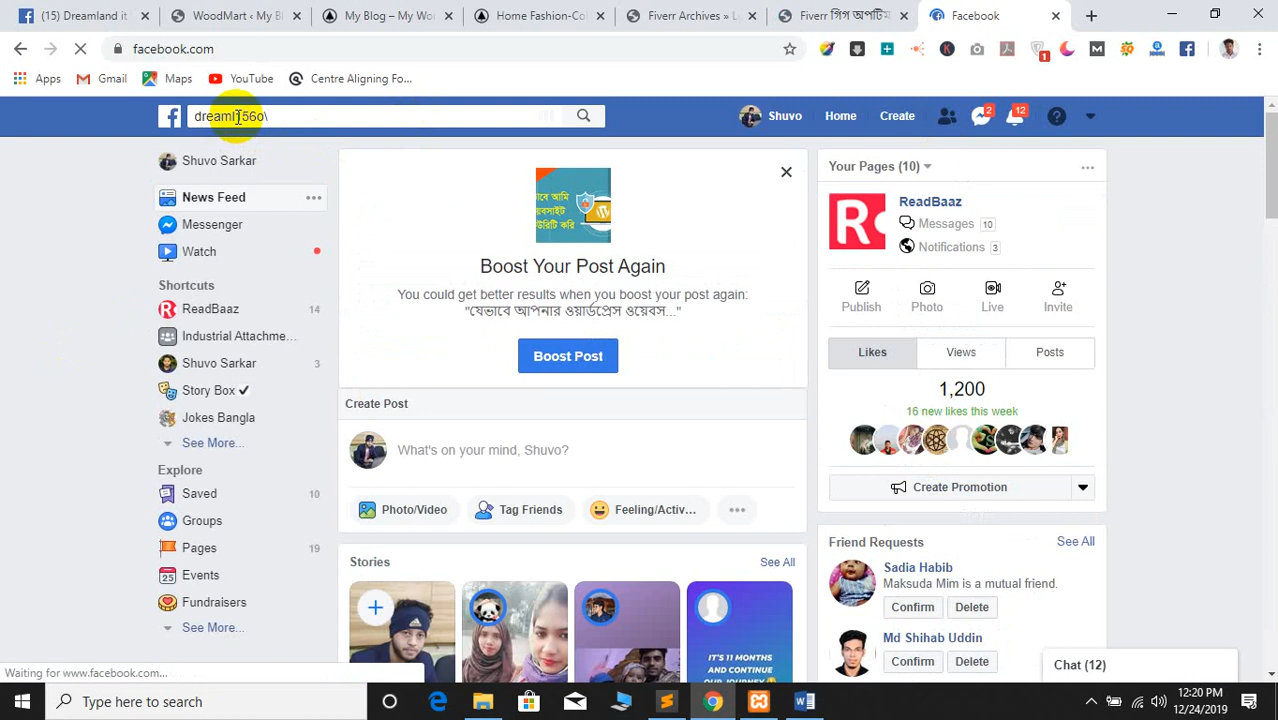 (15) Dreamland it
WoodMart ‹ My Bl
My Blog – My Wo
Home Fashion-Co
Fiverr Archives » L
Fiverr গিগ অপটিম
Facebook
facebook.com
1
Apps
Gmail
Maps
YouTube
Centre Aligning Fo...
Shuvo
Home
Create
2
12
Shuvo Sarkar
News Feed
Messenger
Watch
Shortcuts
ReadBaaz 14
Industrial Attachme...
Shuvo Sarkar 3
Story Box ✔
Jokes Bangla
See More...
Explore
Saved 10
Groups
Pages 19
Events
Fundraisers
See More...
Boost Your Post Again
You could get better results when you boost your post again:
"যেভাবে আপনার ওয়ার্ডপ্রেস ওয়েবস..."
Boost Post
Create Post
What's on your mind, Shuvo?
Photo/Video
Tag Friends
Feeling/Activ...
Stories
See All
IT'S 11 MONTHS
AND CONTINUE
Your Pages (10)
ReadBaaz
Messages 10
Notifications 3
Publish
Photo
Live
Invite
Likes
Views
Posts
1,200
16 new likes this week
Create Promotion
Friend Requests
See All
Sadia Habib
Maksuda Mim is a mutual friend.
Confirm
Delete
Md Shihab Uddin
Confirm
Delete
Chat (12)
Waiting for www.facebook.com...
Type here to search
12:20 PM
12/24/2019